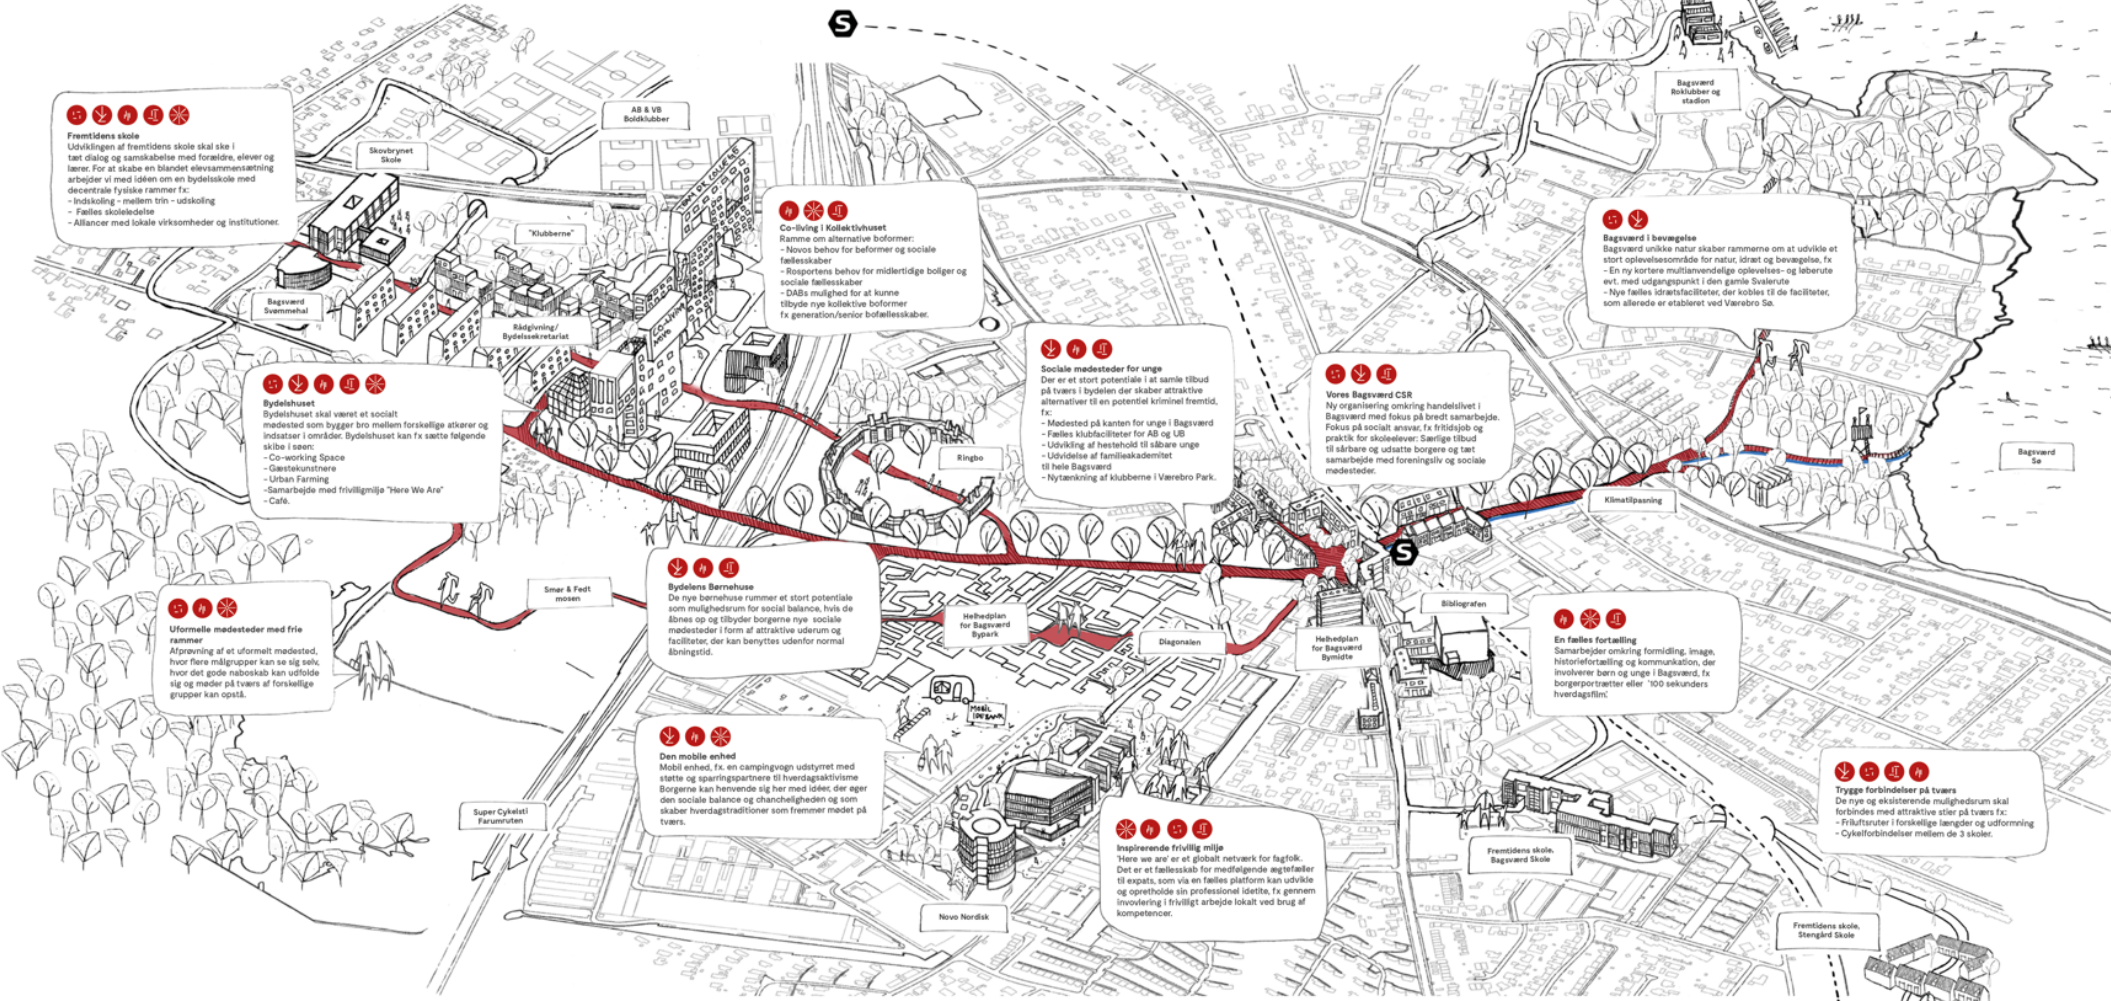 S
AB & VB
Boldklubber
Bagsværd
Roklubber og
stadion
Fremtidens skole
Udviklingen af fremtidens skole skal ske i
tæt dialog og samskabelse med forældre, elever og
lærer. For at skabe en blandet elevsammensætning
arbejder vi med idéen om en bydelsskole med
decentrale fysiske rammer fx:
- Indskoling - mellem trin - udskoling
- Fælles skoleledelse
- Alliancer med lokale virksomheder og institutioner.
Skovbrynet
Skole
"Klubberne"
Bagsværd
Svømmehal
Rådgivning/
Bydelssekretariat
Co-living i Kollektivhuset
Ramme om alternative boformer:
- Novos behov for beformer og sociale
fællesskaber
- Rosportens behov for midlertidige boliger og
sociale fællesskaber
- DABs mulighed for at kunne
tilbyde nye kollektive boformer
fx generation/senior bofællesskaber.
CO-LIVING
NOVO
Bagsværd i bevægelse
Bagsværd unikke natur skaber rammerne om at udvikle et
stort oplevelsesområde for natur, idræt og bevægelse, fx
- En ny kortere multianvendelige oplevelses- og løberute
evt. med udgangspunkt i den gamle Svalerute
- Nye fælles idrætsfaciliteter, der kobles til de faciliteter,
som allerede er etableret ved Værebro Sø.
Bydelshuset
Bydelshuset skal været et socialt
mødested som bygger bro mellem forskellige atkører og
indsatser i områder. Bydelshuset kan fx sætte følgende
skibe i søen:
- Co-working Space
- Gæstekunstnere
- Urban Farming
-Samarbejde med frivilligmiljø "Here We Are"
- Café.
Sociale mødesteder for unge
Der er et stort potentiale i at samle tilbud
på tværs i bydelen der skaber attraktive
alternativer til en potentiel kriminel fremtid,
fx:
- Mødested på kanten for unge i Bagsværd
- Fælles klubfaciliteter for AB og UB
- Udvikling af hestehold til såbare unge
- Udvidelse af familieakademitet
til hele Bagsværd
- Nytænkning af klubberne i Værebro Park.
Vores Bagsværd CSR
Ny organisering omkring handelslivet i
Bagsværd med fokus på bredt samarbejde.
Fokus på socialt ansvar, fx fritidsjob og
praktik for skoleelever: Særlige tilbud
til sårbare og udsatte borgere og tæt
samarbejde med foreningsliv og sociale
mødesteder.
Ringbo
Bagsværd
Sø
Klimatilpasning
S
Smør & Fedt
mosen
Bydelens Børnehuse
De nye børnehuse rummer et stort potentiale
som mulighedsrum for social balance, hvis de
åbnes op og tilbyder borgerne nye sociale
mødesteder i form af attraktive uderum og
faciliteter, der kan benyttes udenfor normal
åbningstid.
Helhedplan
for Bagsværd
Bypark
Diagonalen
Helhedplan
for Bagsværd
Bymidte
Bibliografen
Uformelle mødesteder med frie
rammer
Afprøvning af et uformelt mødested,
hvor flere målgrupper kan se sig selv,
hvor det gode naboskab kan udfolde
sig og møder på tværs af forskellige
grupper kan opstå.
En fælles fortælling
Samarbejder omkring formidling, image,
historiefortælling og kommunkation, der
involverer børn og unge i Bagsværd, fx
borgerportrætter eller '100 sekunders
hverdagsfilm'.
MOBIL
IDEBANK
Den mobile enhed
Mobil enhed, fx. en campingvogn udstyrret med
støtte og sparringspartnere til hverdagsaktivisme
Borgerne kan henvende sig her med idéer, der øger
den sociale balance og chancheligheden og som
skaber hverdagstraditioner som fremmer mødet på
tværs.
Super Cykelsti
Farumruten
Trygge forbindelser på tværs
De nye og eksisterende mulighedsrum skal
forbindes med attraktive stier på tværs fx:
- Friluftsruter i forskellige længder og udformning
- Cykelforbindelser mellem de 3 skoler.
Inspirerende frivillig miljø
'Here we are' er et globalt netværk for fagfolk.
Det er et fællesskab for medfølgende ægtefæller
til expats, som via en fælles platform kan udvikle
og opretholde sin professionel idetite, fx gennem
invovlering i frivilligt arbejde lokalt ved brug af
kompetencer.
Fremtidens skole,
Bagsværd Skole
Novo Nordisk
Fremtidens skole,
Stengård Skole